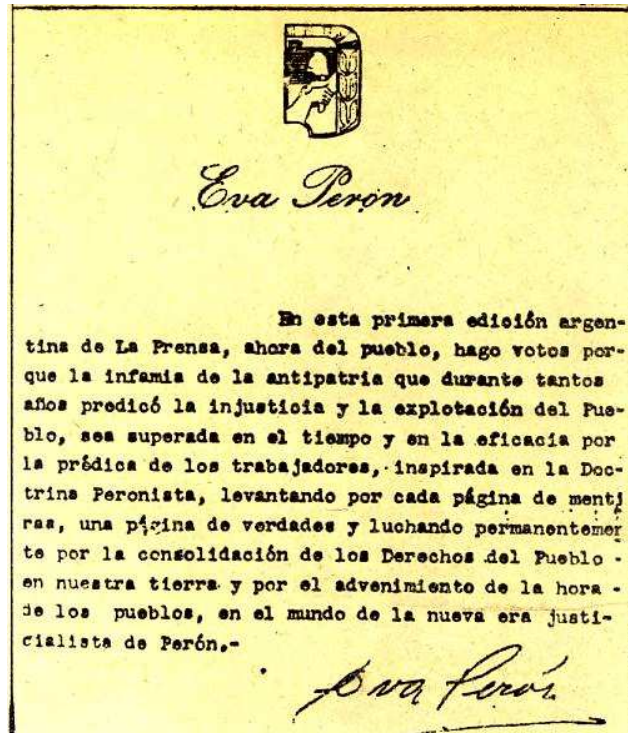 Eva Perón
En esta primera edición argen-
tina de La Prensa, ahora del pueblo, hago votos por-
que la infamia de la antipatria que durante tantos
años predicó la injusticia y la explotación del Pue-
blo, sea superada en el tiempo y en la eficacia por
la prédica de los trabajadores, inspirada en la Doc-
trina Peronista, levantando por cada página de menti
ras, una página de verdades y luchando permanentemen
te por la consolidación de los Derechos del Pueblo -
en nuestra tierra y por el advenimiento de la hora -
de los pueblos, en el mundo de la nueva era justi-
cialista de Perón.-
Eva Perón